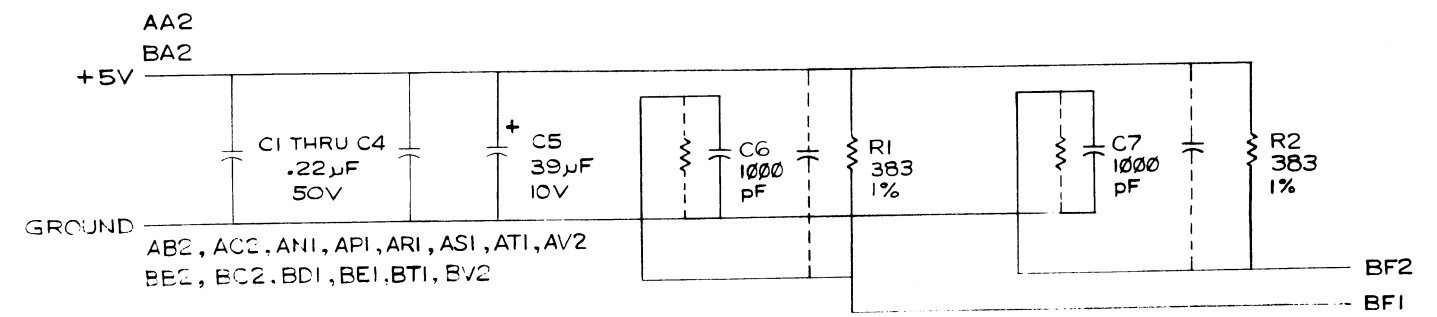 AA2
BA2
+5V
C1 THRU C4
.22µF
50V
+
C5
39µF
10V
C6
1000
pF
R1
383
1%
C7
1000
pF
R2
383
1%
GROUND
AB2, AC2, AN1, AP1, AR1, AS1, AT1, AV2
BB2, BC2, BD1, BE1, BT1, BV2
BF2
BF1